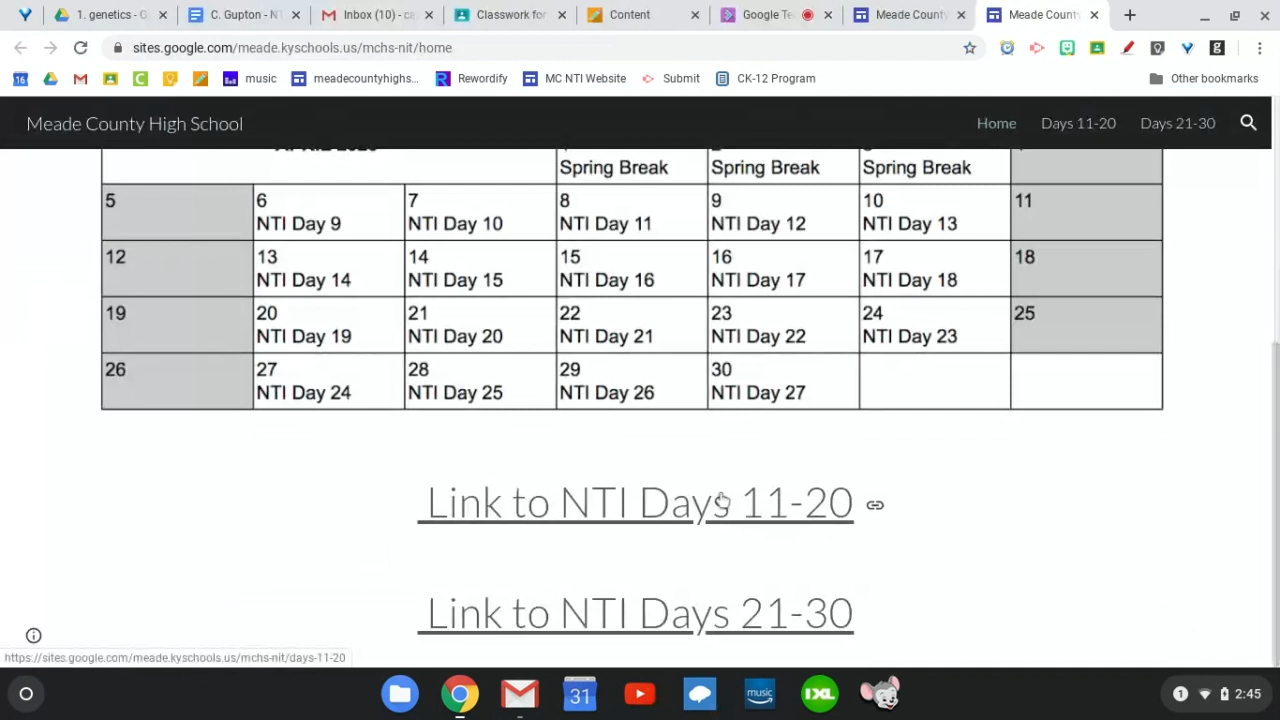 1. genetics - G
C. Gupton - NT
Inbox (10) - ca
Classwork for
Content
Google Te
Meade County
Meade County
sites.google.com/meade.kyschools.us/mchs-nit/home
16
music
meadecountyhighs...
Rewordify
MC NTI Website
Submit
CK-12 Program
Other bookmarks
Meade County High School
Home
Days 11-20
Days 21-30
Spring Break
Spring Break
Spring Break
5
6
NTI Day 9
7
NTI Day 10
8
NTI Day 11
9
NTI Day 12
10
NTI Day 13
11
12
13
NTI Day 14
14
NTI Day 15
15
NTI Day 16
16
NTI Day 17
17
NTI Day 18
18
19
20
NTI Day 19
21
NTI Day 20
22
NTI Day 21
23
NTI Day 22
24
NTI Day 23
25
26
27
NTI Day 24
28
NTI Day 25
29
NTI Day 26
30
NTI Day 27
Link to NTI Days 11-20
Link to NTI Days 21-30
https://sites.google.com/meade.kyschools.us/mchs-nit/days-11-20
31
music
IXL
1
2:45